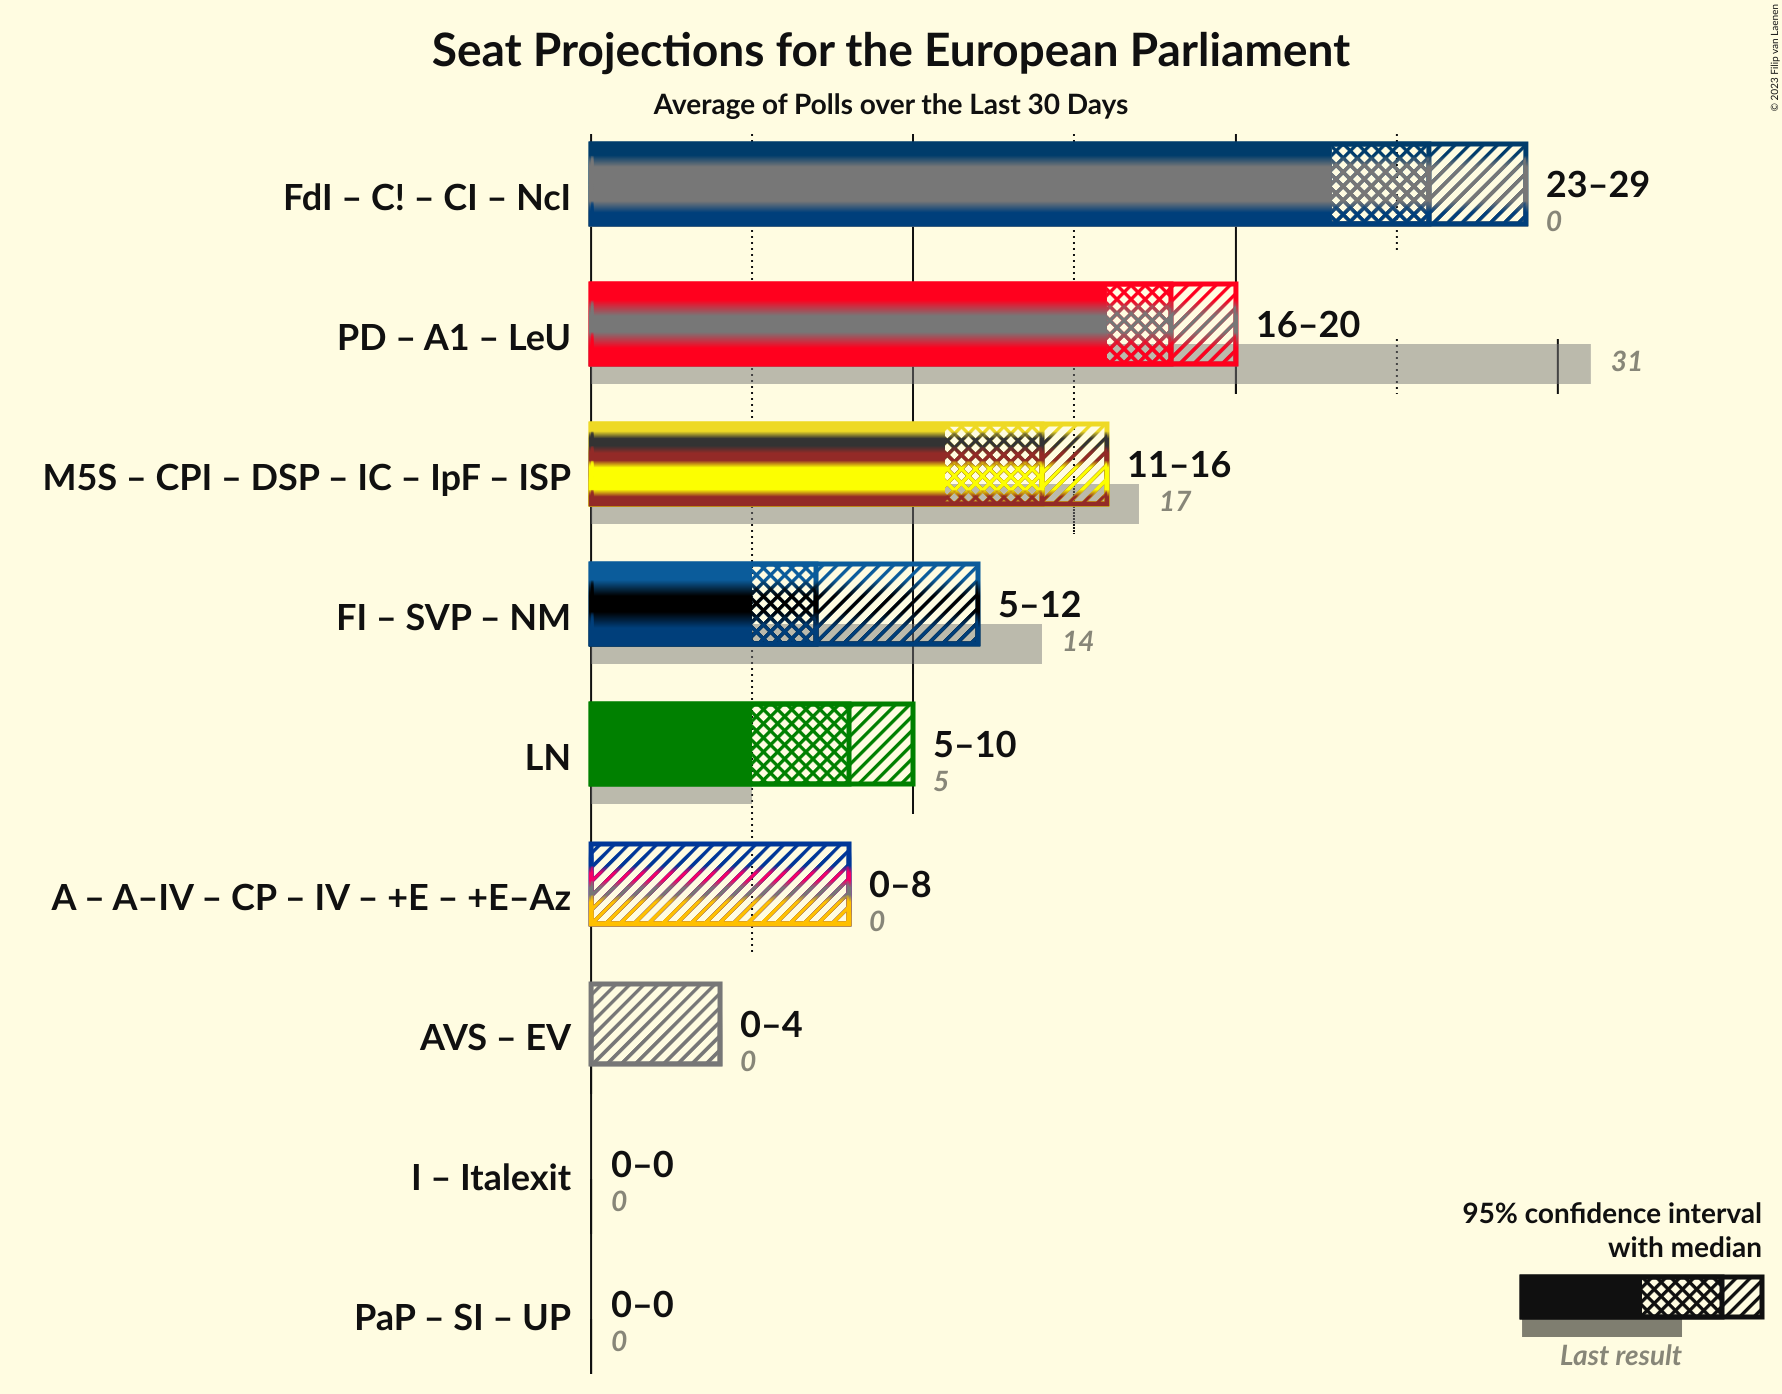 Seat Projections for the European Parliament
Average of Polls over the Last 30 Days
© 2023 Filip van Laenen
FdI – C! – CI – NcI
23–29
0
PD – A1 – LeU
16–20
31
M5S – CPI – DSP – IC – IpF – ISP
11–16
17
FI – SVP – NM
5–12
14
LN
5–10
5
A – A–IV – CP – IV – +E – +E–Az
0–8
0
AVS – EV
0–4
0
I – Italexit
0–0
0
PaP – SI – UP
0–0
0
95% confidence interval
with median
Last result